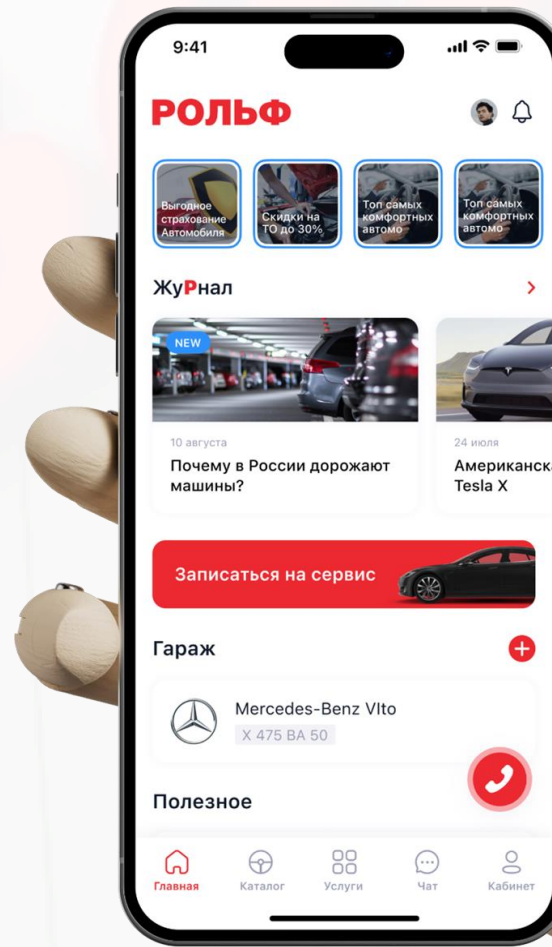 9:41
РОЛЬФ
Выгодное
страхование
Автомобиля
Скидки на
ТО до 30%
Топ самых
комфортных
автомо
Топ самых
комфортных
автомо
ЖуРнал
NEW
10 августа
Почему в России дорожают
машины?
24 июля
Американска
Tesla X
Записаться на сервис
Гараж
Mercedes-Benz VIto
X 475 BA 50
Полезное
Главная
Каталог
Услуги
Чат
Кабинет